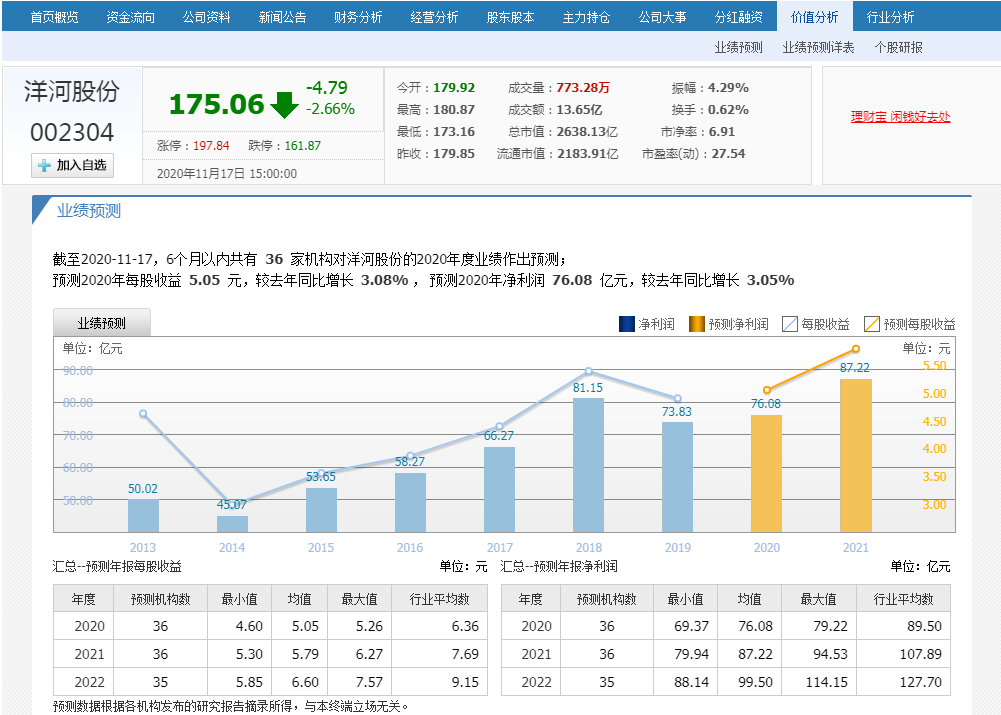 首页概览 资金流向 公司资料 新闻公告 财务分析 经营分析 股东股本 主力持仓 公司大事 分红融资 价值分析 行业分析
业绩预测 业绩预测详表 个股研报
洋河股份
002304
加入自选
175.06 -4.79
-2.66%
涨停：197.84 跌停：161.87
2020年11月17日 15:00:00
今开：179.92 成交量：773.28万 振幅：4.29%
最高：180.87 成交额：13.65亿 换手：0.62%
最低：173.16 总市值：2638.13亿 市净率：6.91
昨收：179.85 流通市值：2183.91亿 市盈率(动)：27.54
理财宝 闲钱好去处
业绩预测
截至2020-11-17，6个月以内共有 36 家机构对洋河股份的2020年度业绩作出预测；
预测2020年每股收益 5.05 元，较去年同比增长 3.08%，预测2020年净利润 76.08 亿元，较去年同比增长 3.05%
业绩预测
净利润 预测净利润 每股收益 预测每股收益
单位：亿元 单位：元
90.00 5.50
80.00 5.00
70.00 4.50
60.00 4.00
50.00 3.50
3.00
50.02 45.07 53.65 58.27 66.27 81.15 73.83 76.08 87.22
2013 2014 2015 2016 2017 2018 2019 2020 2021
汇总--预测年报每股收益 单位：元
年度 预测机构数 最小值 均值 最大值 行业平均数
2020 36 4.60 5.05 5.26 6.36
2021 36 5.30 5.79 6.27 7.69
2022 35 5.85 6.60 7.57 9.15
汇总--预测年报净利润 单位：亿元
年度 预测机构数 最小值 均值 最大值 行业平均数
2020 36 69.37 76.08 79.22 89.50
2021 36 79.94 87.22 94.53 107.89
2022 35 88.14 99.50 114.15 127.70
预测数据根据各机构发布的研究报告摘录所得，与本终端立场无关。